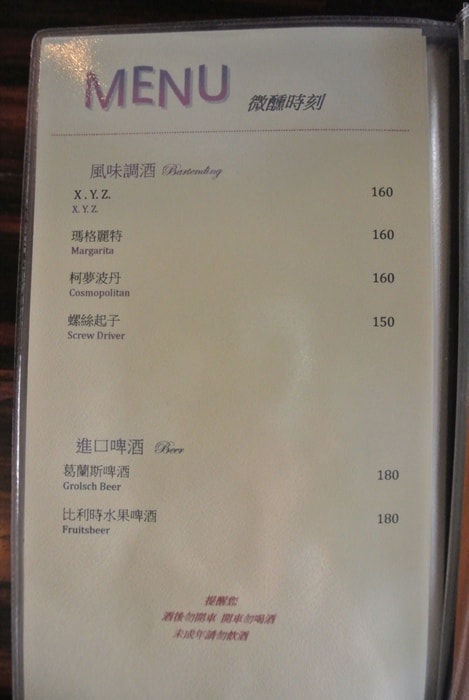 MENU 微醺時刻
風味調酒 Bartending
X . Y. Z. 160
X. Y. Z.
瑪格麗特 160
Margarita
柯夢波丹 160
Cosmopolitan
螺絲起子 150
Screw Driver
進口啤酒 Beer
葛蘭斯啤酒 180
Grolsch Beer
比利時水果啤酒 180
Fruitsbeer
提醒您
酒後勿開車 開車勿喝酒
未成年請勿飲酒